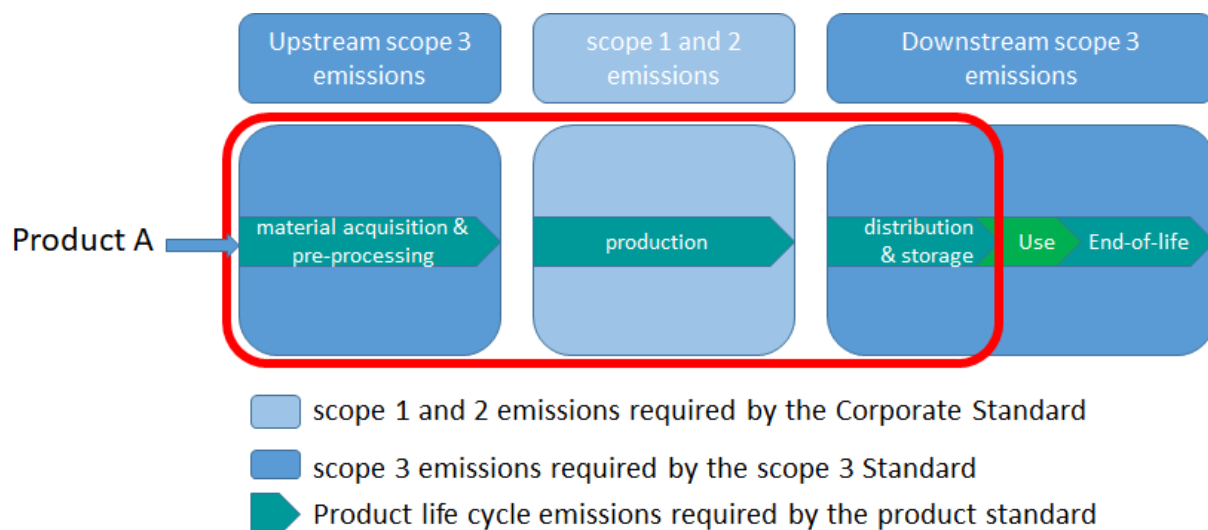 Upstream scope 3
emissions
scope 1 and 2
emissions
Downstream scope 3
emissions
Product A
material acquisition &
pre-processing
production
distribution
& storage
Use
End-of-life
scope 1 and 2 emissions required by the Corporate Standard
scope 3 emissions required by the scope 3 Standard
Product life cycle emissions required by the product standard